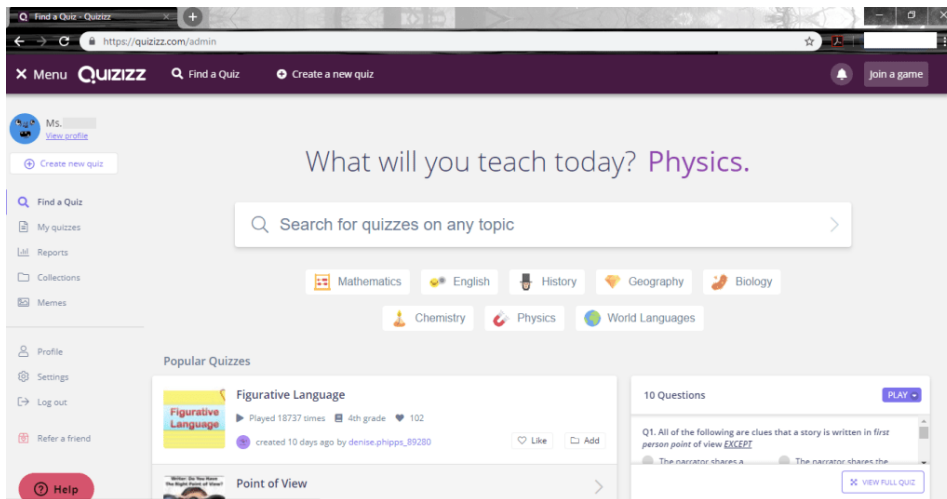 Find a Quiz - Quizizz
https://quizizz.com/admin
Menu QUIZIZZ Find a Quiz Create a new quiz Join a game
Ms.
View profile
Create new quiz
Find a Quiz
My quizzes
Reports
Collections
Memes
Profile
Settings
Log out
Refer a friend
Help
What will you teach today? Physics.
Search for quizzes on any topic
Mathematics English History Geography Biology
Chemistry Physics World Languages
Popular Quizzes
Figurative Language
Figurative
Language
Played 18737 times 4th grade 102
created 10 days ago by denise.phipps_89280 Like Add
Point of View
10 Questions PLAY
Q1. All of the following are clues that a story is written in first
person point of view EXCEPT
The narrator shares a The narrator shares the
VIEW FULL QUIZ